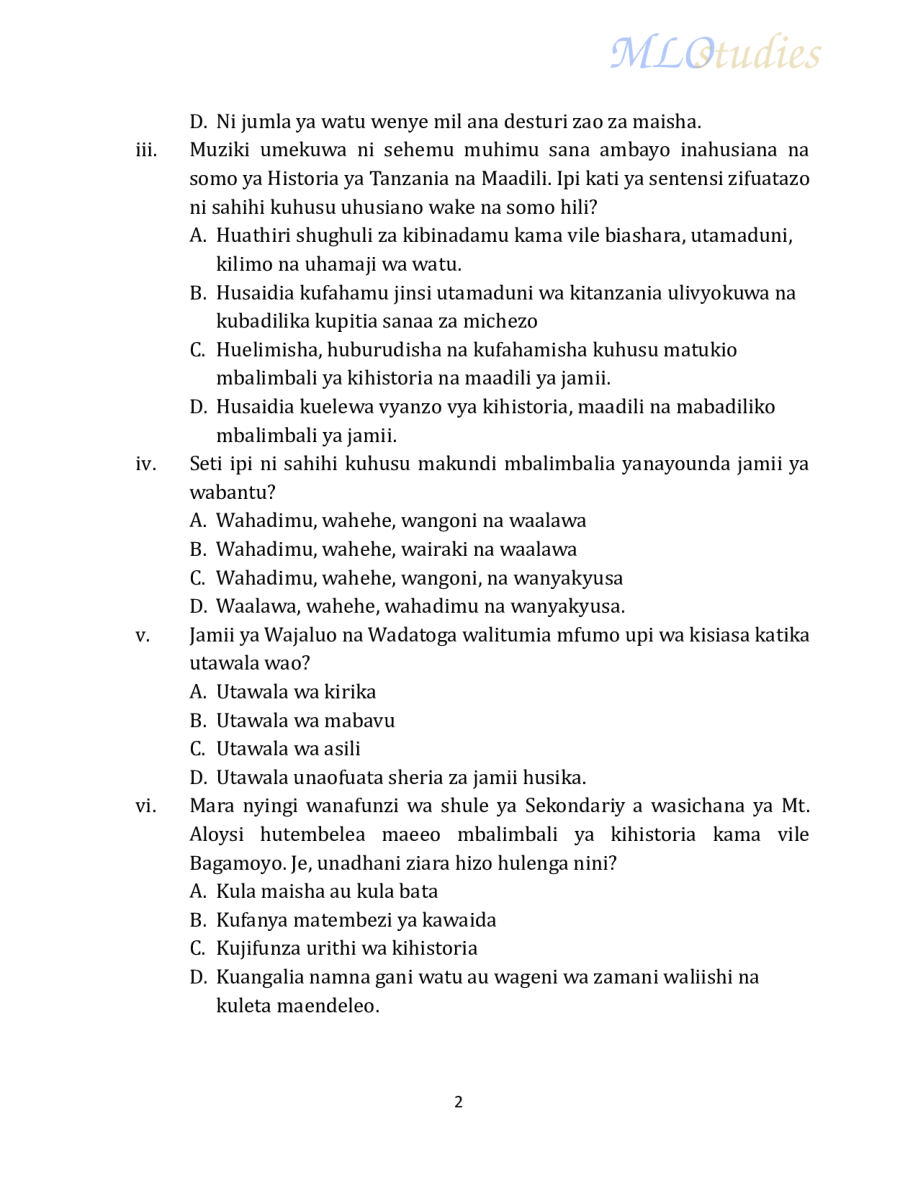 MLOstudies
D. Ni jumla ya watu wenye mil ana desturi zao za maisha.
iii. Muziki umekuwa ni sehemu muhimu sana ambayo inahusiana na
somo ya Historia ya Tanzania na Maadili. Ipi kati ya sentensi zifuatazo
ni sahihi kuhusu uhusiano wake na somo hili?
A. Huathiri shughuli za kibinadamu kama vile biashara, utamaduni,
kilimo na uhamaji wa watu.
B. Husaidia kufahamu jinsi utamaduni wa kitanzania ulivyokuwa na
kubadilika kupitia sanaa za michezo
C. Huelimisha, huburudisha na kufahamisha kuhusu matukio
mbalimbali ya kihistoria na maadili ya jamii.
D. Husaidia kuelewa vyanzo vya kihistoria, maadili na mabadiliko
mbalimbali ya jamii.
iv. Seti ipi ni sahihi kuhusu makundi mbalimbalia yanayounda jamii ya
wabantu?
A. Wahadimu, wahehe, wangoni na waalawa
B. Wahadimu, wahehe, wairaki na waalawa
C. Wahadimu, wahehe, wangoni, na wanyakyusa
D. Waalawa, wahehe, wahadimu na wanyakyusa.
v. Jamii ya Wajaluo na Wadatoga walitumia mfumo upi wa kisiasa katika
utawala wao?
A. Utawala wa kirika
B. Utawala wa mabavu
C. Utawala wa asili
D. Utawala unaofuata sheria za jamii husika.
vi. Mara nyingi wanafunzi wa shule ya Sekondariy a wasichana ya Mt.
Aloysi hutembelea maeeo mbalimbali ya kihistoria kama vile
Bagamoyo. Je, unadhani ziara hizo hulenga nini?
A. Kula maisha au kula bata
B. Kufanya matembezi ya kawaida
C. Kujifunza urithi wa kihistoria
D. Kuangalia namna gani watu au wageni wa zamani waliishi na
kuleta maendeleo.
2